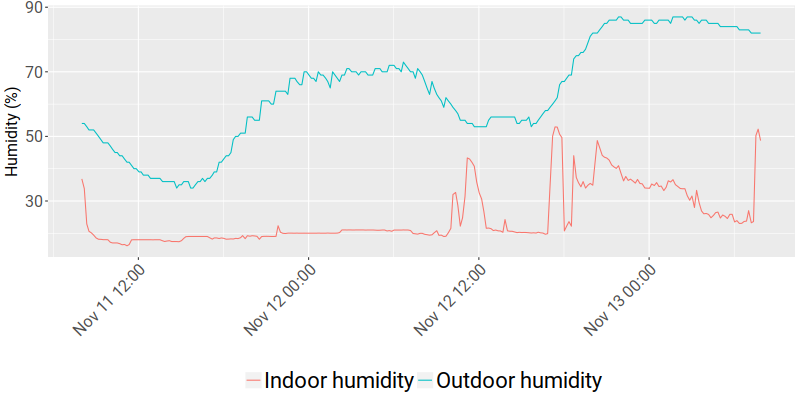 90
70
50
30
Humidity (%)
Nov 11 12:00
Nov 12 00:00
Nov 12 12:00
Nov 13 00:00
Indoor humidity
Outdoor humidity